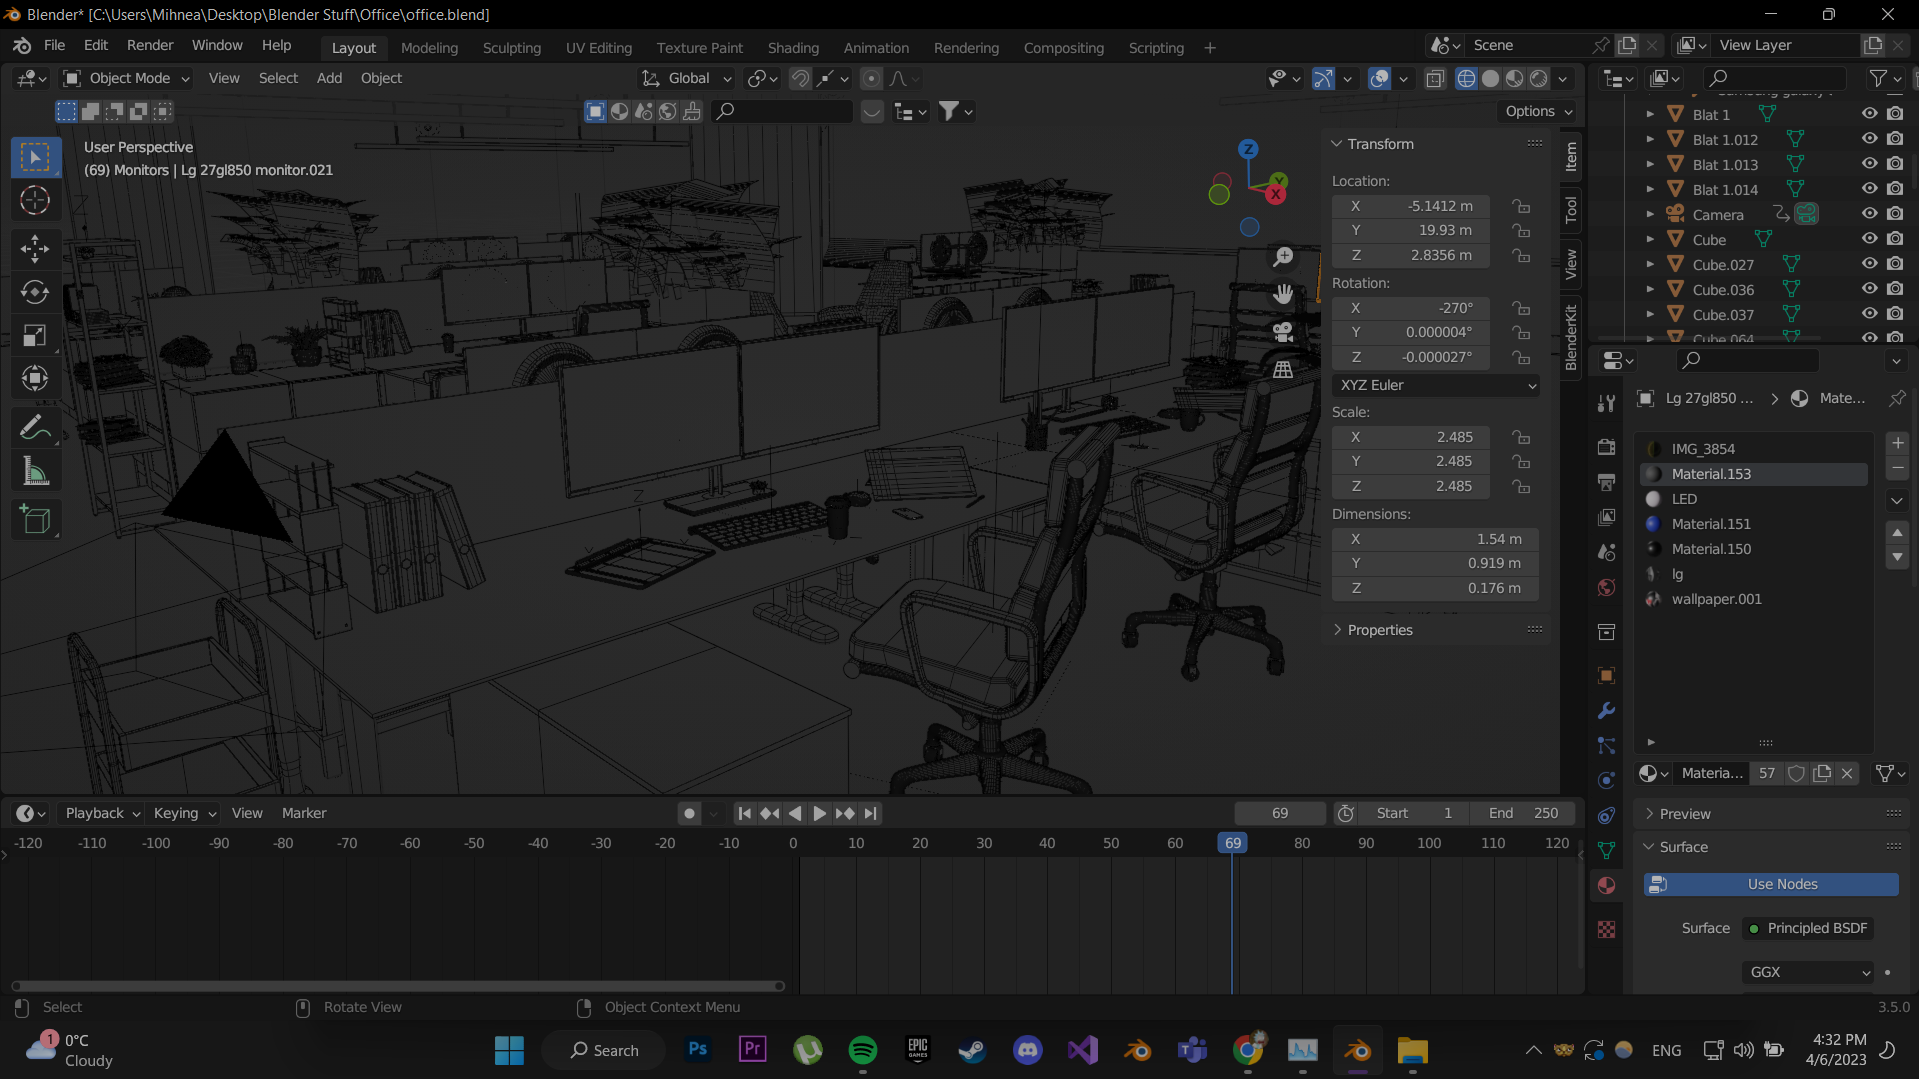 Blender* [C:\Users\Mihnea\Desktop\Blender Stuff\Office\office.blend]
File Edit Render Window Help
Layout Modeling Sculpting UV Editing Texture Paint Shading Animation Rendering Compositing Scripting +
Scene
View Layer
Object Mode View Select Add Object
Global
Options
User Perspective
(69) Monitors | Lg 27gl850 monitor.021
Z
Y
X
Transform
Location:
X -5.1412 m
Y 19.93 m
Z 2.8356 m
Rotation:
X -270°
Y 0.000004°
Z -0.000027°
XYZ Euler
Scale:
X 2.485
Y 2.485
Z 2.485
Dimensions:
X 1.54 m
Y 0.919 m
Z 0.176 m
Properties
Item
Tool
View
BlenderKit
Blat 1
Blat 1.012
Blat 1.013
Blat 1.014
Camera
Cube
Cube.027
Cube.036
Cube.037
Cube.064
Lg 27gl850 ... Mate...
IMG_3854
Material.153
LED
Material.151
Material.150
lg
wallpaper.001
Materia... 57
Preview
Surface
Use Nodes
Surface Principled BSDF
GGX
Playback Keying View Marker
69 Start 1 End 250
-120 -110 -100 -90 -80 -70 -60 -50 -40 -30 -20 -10 0 10 20 30 40 50 60 69 80 90 100 110 120
Select Rotate View Object Context Menu
3.5.0
1
0°C
Cloudy
Search
Ps
Pr
EPIC GAMES
ENG
4:32 PM
4/6/2023